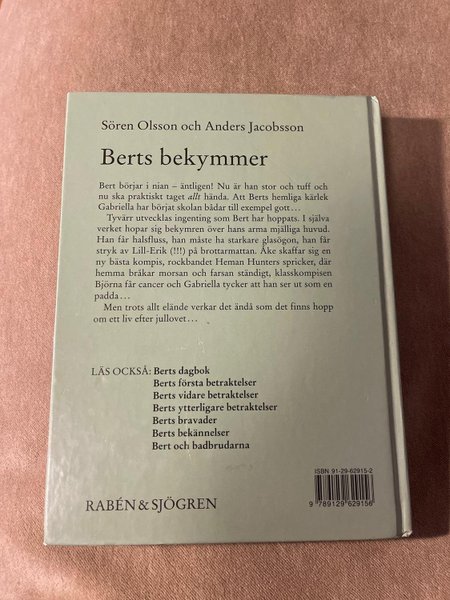 Sören Olsson och Anders Jacobsson
Berts bekymmer
Bert börjar i nian – äntligen! Nu är han stor och tuff och
nu ska praktiskt taget allt hända. Att Berts hemliga kärlek
Gabriella har börjat skolan bådar till exempel gott…
Tyvärr utvecklas ingenting som Bert har hoppats. I själva
verket hopar sig bekymren över hans arma mjälliga huvud.
Han får halsfluss, han måste ha starkare glasögon, han får
stryk av Lill-Erik (!!!) på brottarmattan. Åke skaffar sig en
ny bästa kompis, rockbandet Heman Hunters spricker, där
hemma bråkar morsan och farsan ständigt, klasskompisen
Björna får cancer och Gabriella tycker att han ser ut som en
padda…
Men trots allt elände verkar det ändå som det finns hopp
om ett liv efter jullovet…
LÄS OCKSÅ: Berts dagbok
Berts första betraktelser
Berts vidare betraktelser
Berts ytterligare betraktelser
Berts bravader
Berts bekännelser
Bert och badbrudarna
ISBN 91-29-62915-2
9 789129 629156
RABÉN & SJÖGREN